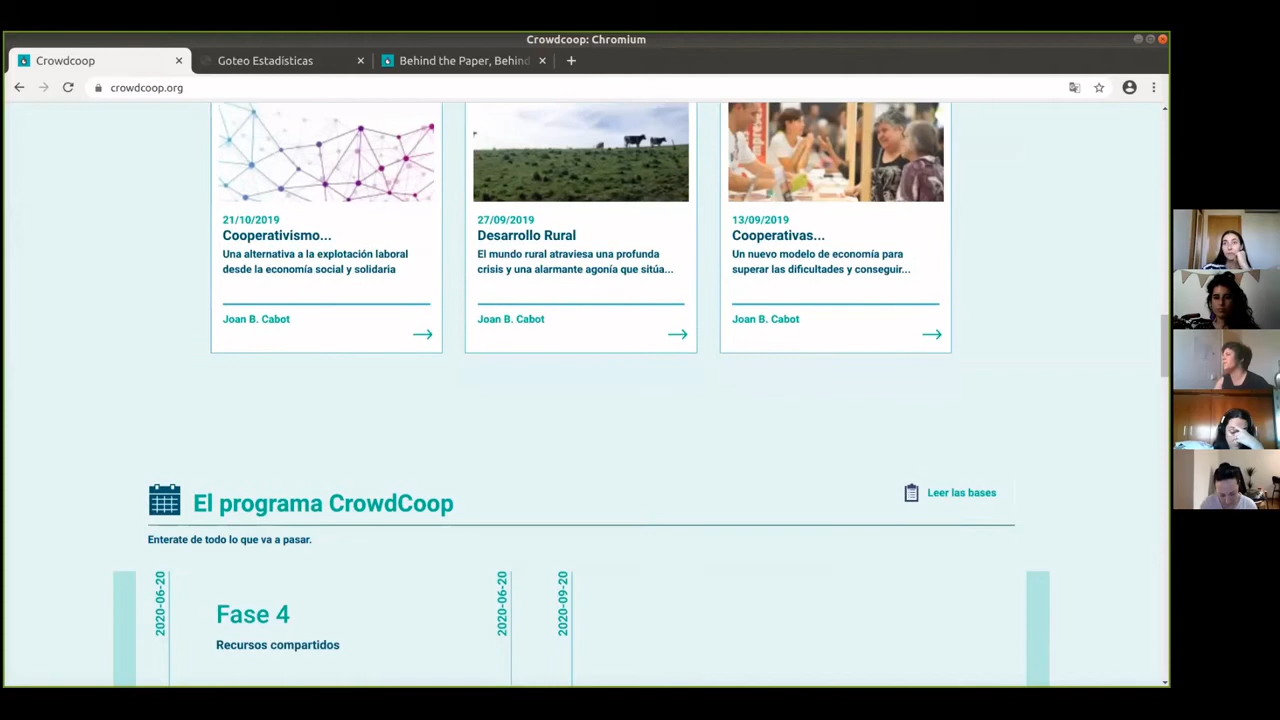 Crowdcoop: Chromium
Crowdcoop
Goteo Estadísticas
Behind the Paper, Behind
crowdcoop.org
21/10/2019
Cooperativismo...
Una alternativa a la explotación laboral
desde la economía social y solidaria
Joan B. Cabot
27/09/2019
Desarrollo Rural
El mundo rural atraviesa una profunda
crisis y una alarmante agonía que sitúa...
Joan B. Cabot
13/09/2019
Cooperativas...
Un nuevo modelo de economía para
superar las dificultades y conseguir...
Joan B. Cabot
El programa CrowdCoop
Leer las bases
Enterate de todo lo que va a pasar.
2020-06-20
Fase 4
Recursos compartidos
2020-06-20
2020-09-20